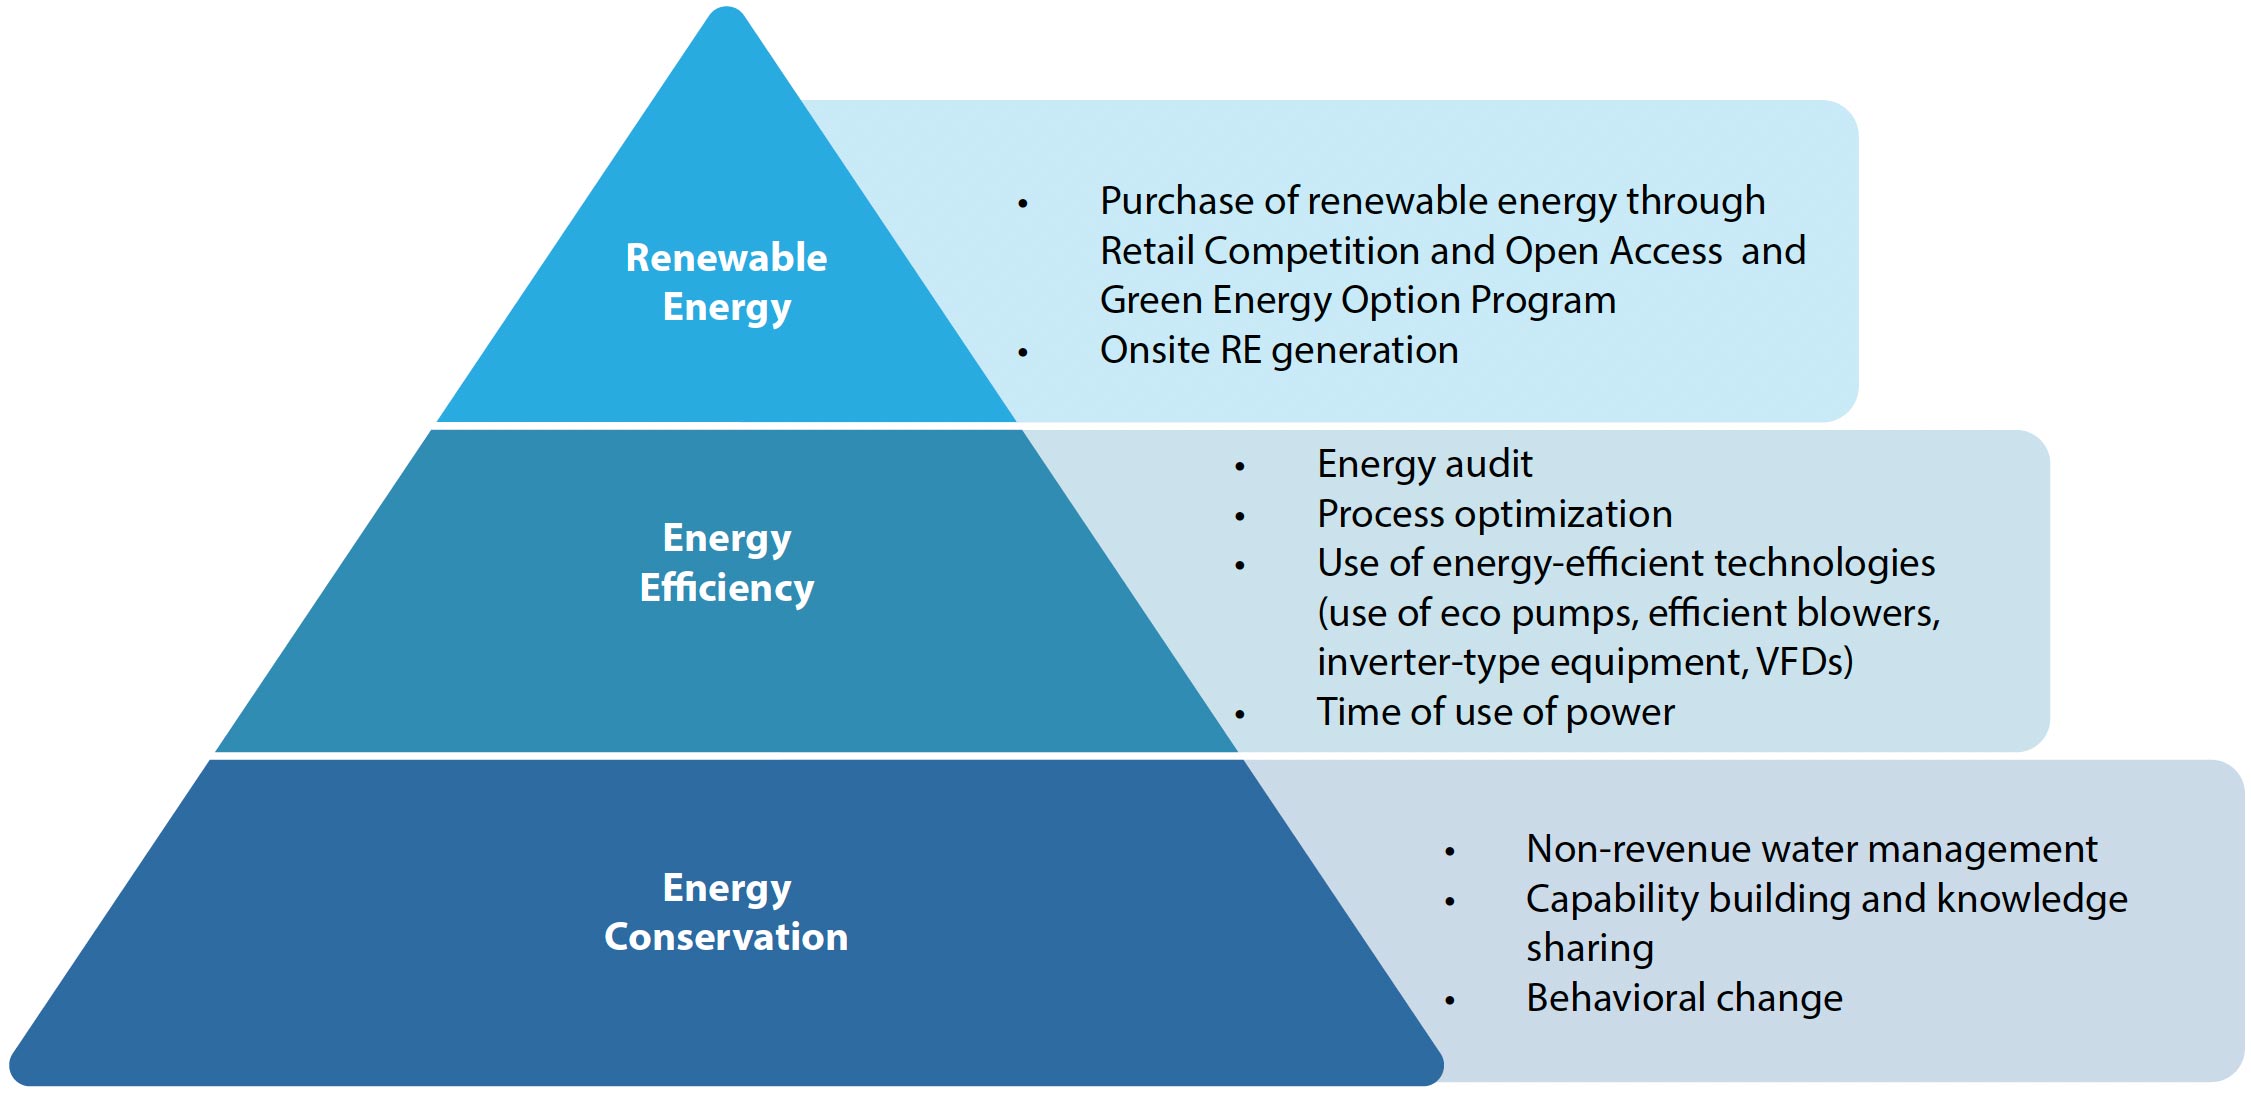 Renewable
Energy
• Purchase of renewable energy through
Retail Competition and Open Access and
Green Energy Option Program
• Onsite RE generation
Energy
Efficiency
• Energy audit
• Process optimization
• Use of energy-efficient technologies
(use of eco pumps, efficient blowers,
inverter-type equipment, VFDs)
• Time of use of power
Energy
Conservation
• Non-revenue water management
• Capability building and knowledge
sharing
• Behavioral change